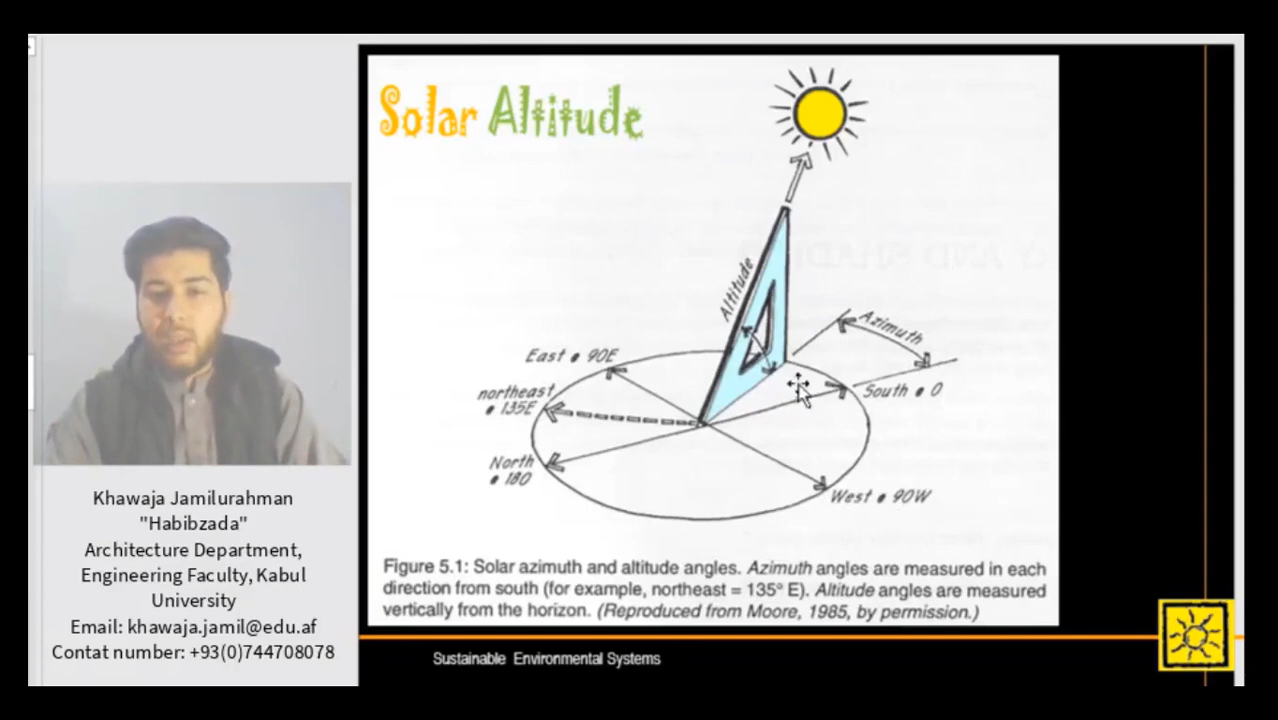 Solar Altitude
Altitude
Azimuth
East @ 90E
northeast
@ 135E
South @ 0
North
@ 180
West @ 90W
Figure 5.1: Solar azimuth and altitude angles. Azimuth angles are measured in each
direction from south (for example, northeast = 135° E). Altitude angles are measured
vertically from the horizon. (Reproduced from Moore, 1985, by permission.)
Sustainable Environmental Systems
Khawaja Jamilurahman
"Habibzada"
Architecture Department,
Engineering Faculty, Kabul
University
Email: khawaja.jamil@edu.af
Contat number: +93(0)744708078